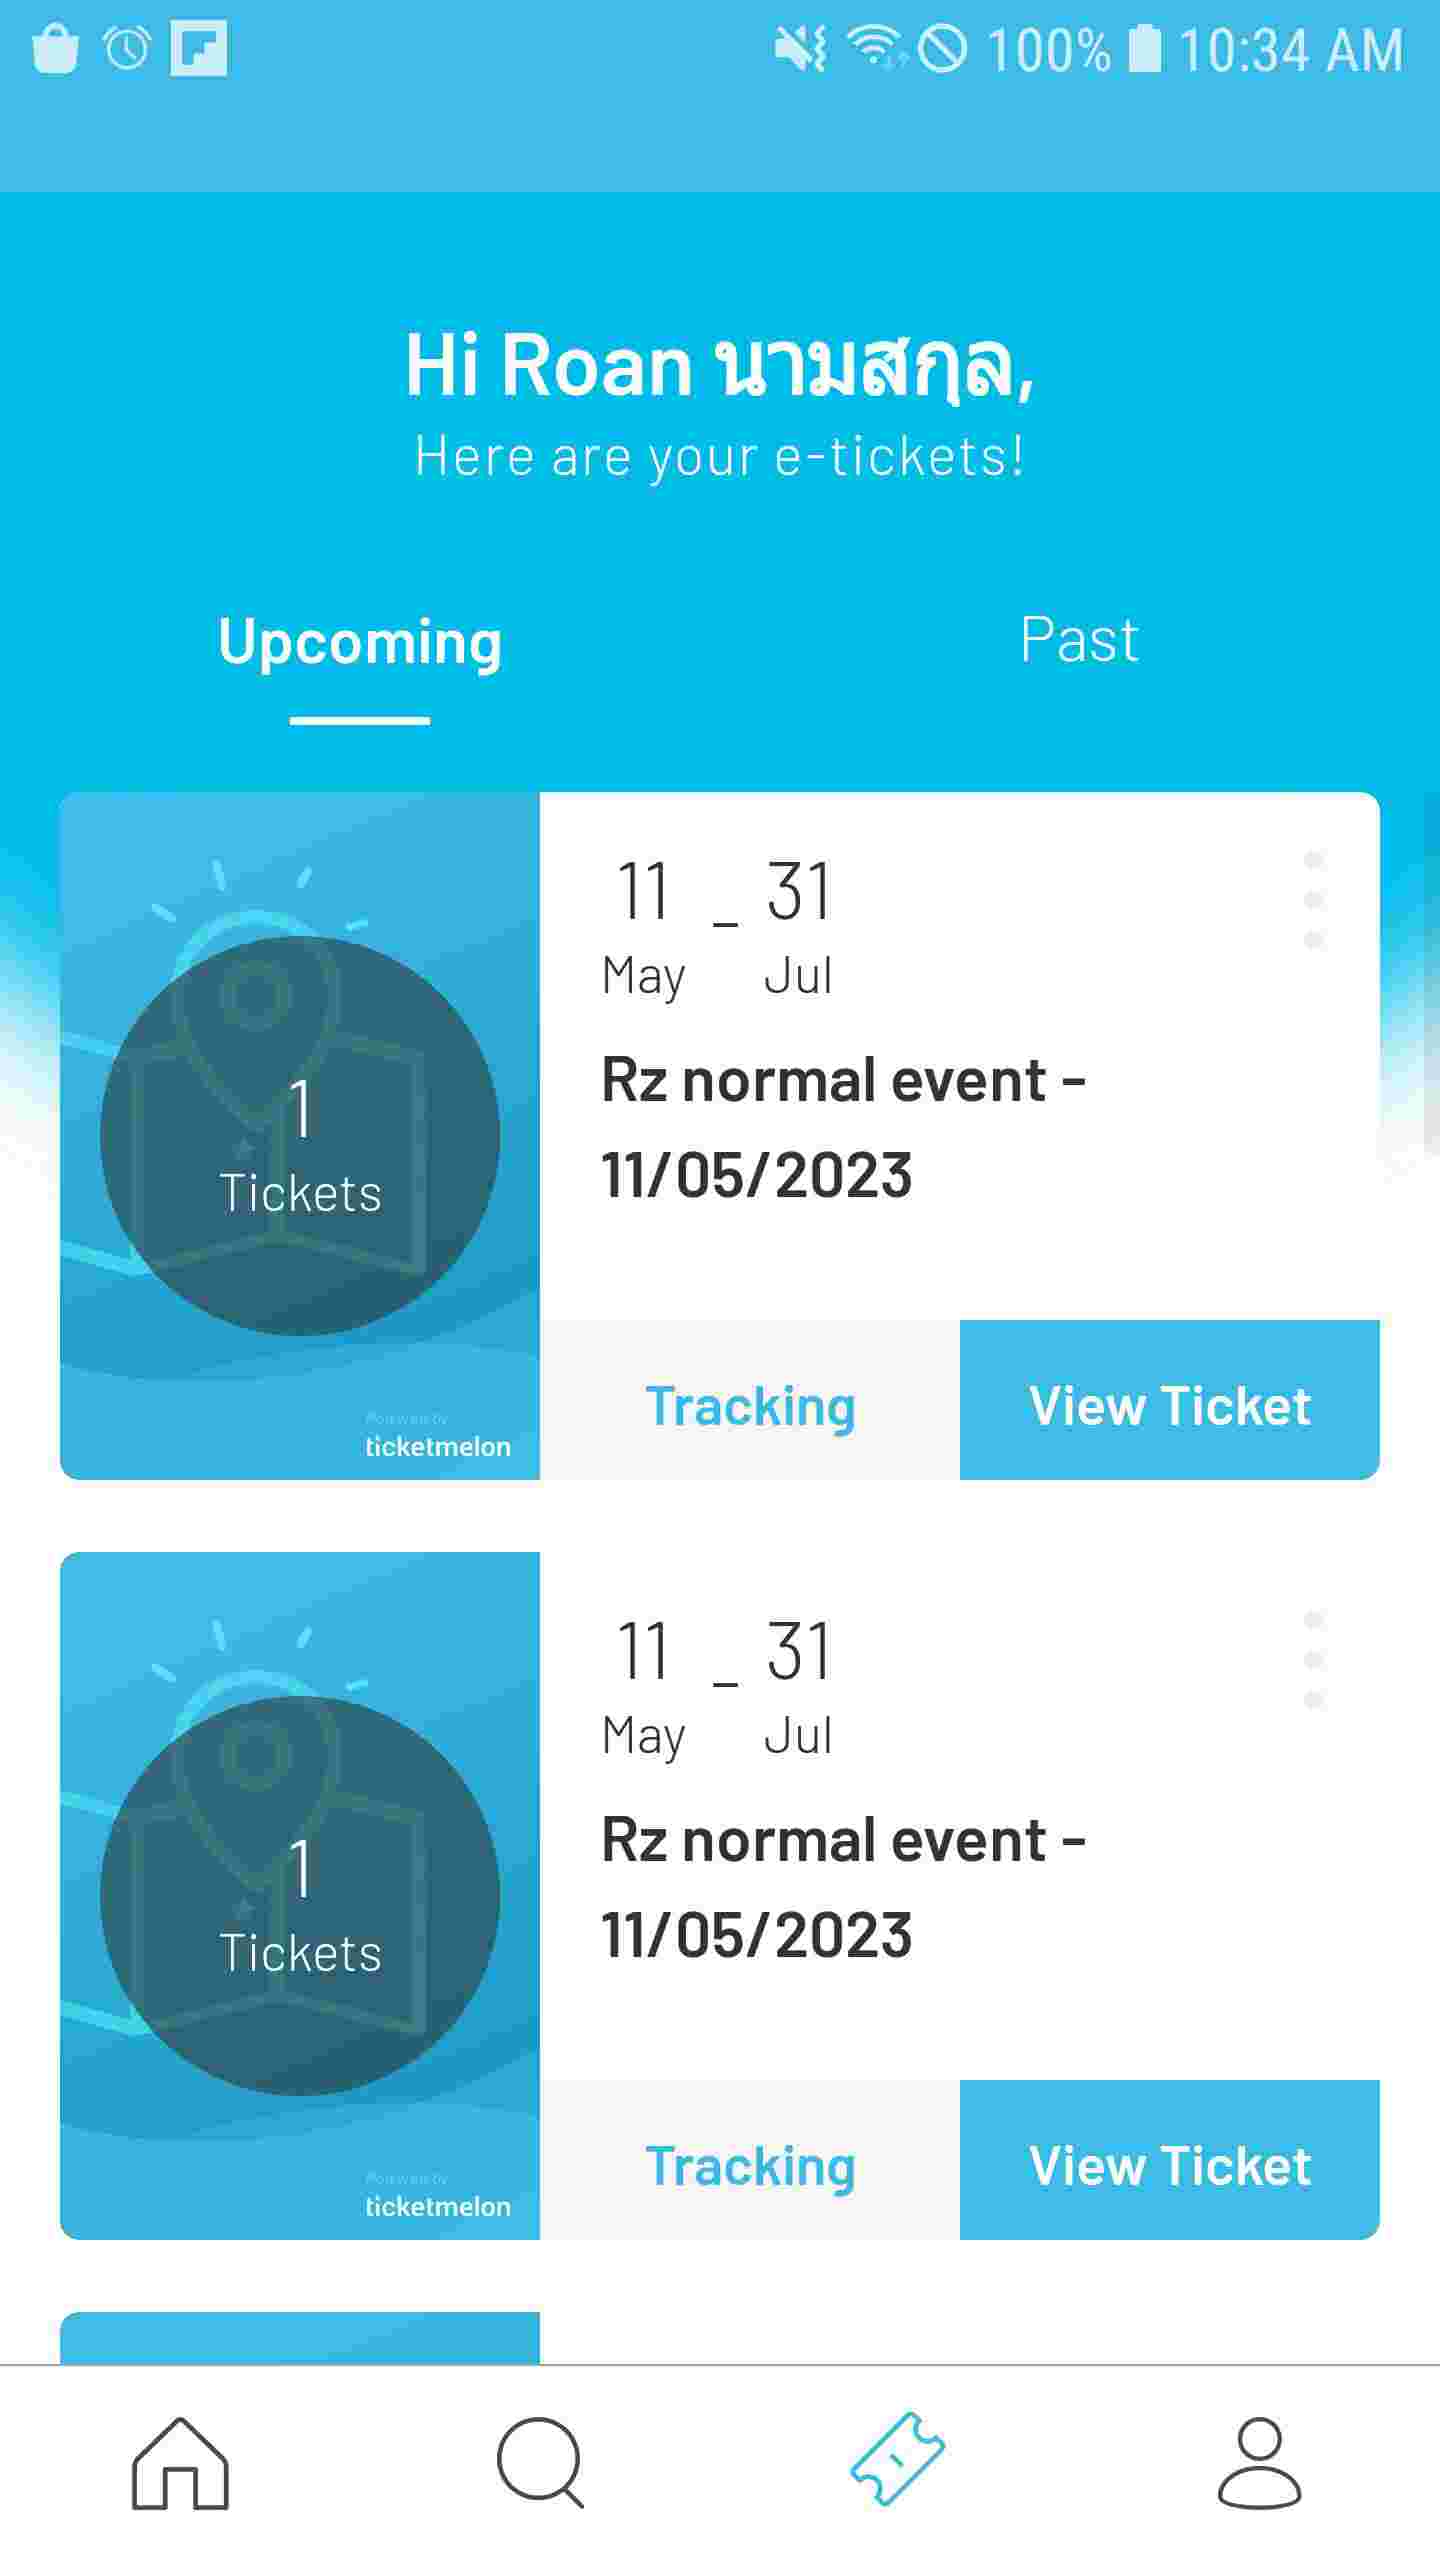 100% 10:34 AM
Hi Roan นามสกุล,
Here are your e-tickets!
Upcoming Past
11 _ 31
May Jul
Rz normal event -
11/05/2023
1
Tickets
Tracking View Ticket
Powered by
ticketmelon
11 _ 31
May Jul
Rz normal event -
11/05/2023
1
Tickets
Tracking View Ticket
Powered by
ticketmelon